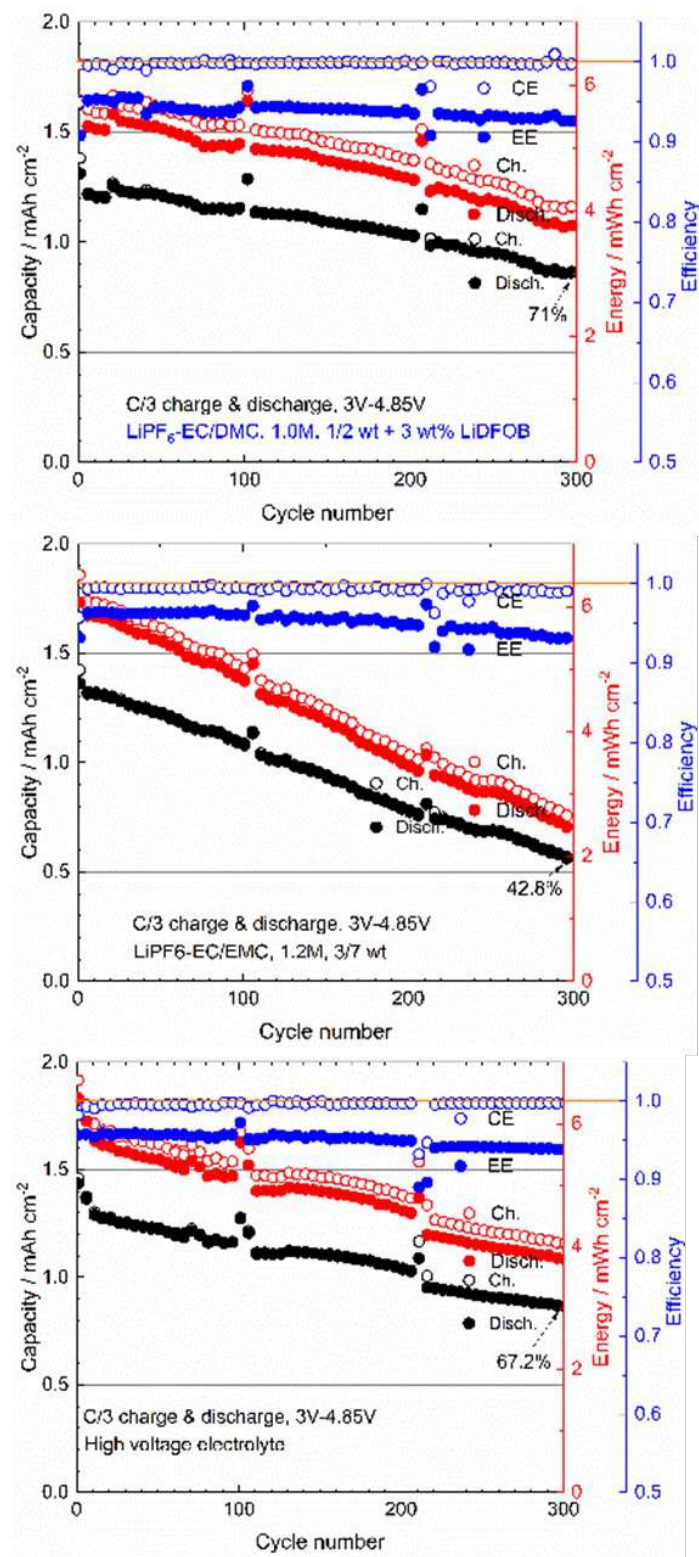 2.0
1.5
1.0
0.5
0.0
Capacity / mAh cm-2
CE
EE
Ch.
Disch.
Ch.
Disch.
71%
C/3 charge & discharge, 3V-4.85V
LiPF6-EC/DMC. 1.0M. 1/2 wt + 3 wt% LiDFOB
6
4
2
0
Energy / mWh cm-2
1.0
0.9
0.8
0.7
0.6
0.5
Efficiency
0
100
200
300
Cycle number
2.0
1.5
1.0
0.5
0.0
Capacity / mAh cm-2
CE
EE
Ch.
Ch.
Disch.
Disch.
42.8%
C/3 charge & discharge. 3V-4.85V
LiPF6-EC/EMC, 1.2M, 3/7 wt
6
4
2
0
Energy / mWh cm-2
1.0
0.9
0.8
0.7
0.6
0.5
Efficiency
0
100
200
300
Cycle number
2.0
1.5
1.0
0.5
0.0
Capacity / mAh cm-2
CE
EE
Ch.
Disch.
Ch.
Disch.
67.2%
C/3 charge & discharge, 3V-4.85V
High voltage electrolyte
6
4
2
0
Energy / mWh cm-2
1.0
0.9
0.8
0.7
0.6
0.5
Efficiency
0
100
200
300
Cycle number